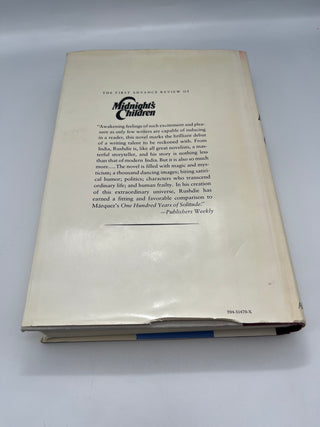 THE FIRST ADVANCE REVIEW OF
Midnight's
Children
"Awakening feelings of such excitement and plea-
sure as only few writers are capable of inducing
in a reader, this novel marks the brilliant debut
of a writing talent to be reckoned with. From
India, Rushdie is, like all great novelists, a mas-
terful storyteller, and his story is nothing less
than that of modern India. But it is also so much
more.... The novel is filled with magic and mys-
ticism; a thousand dancing images; biting satiri-
cal humor; politics; characters who transcend
ordinary life; and human frailty. In his creation
of this extraordinary universe, Rushdie has
earned a fitting and favorable comparison to
Márquez's One Hundred Years of Solitude."
—Publishers Weekly
394-51470-X